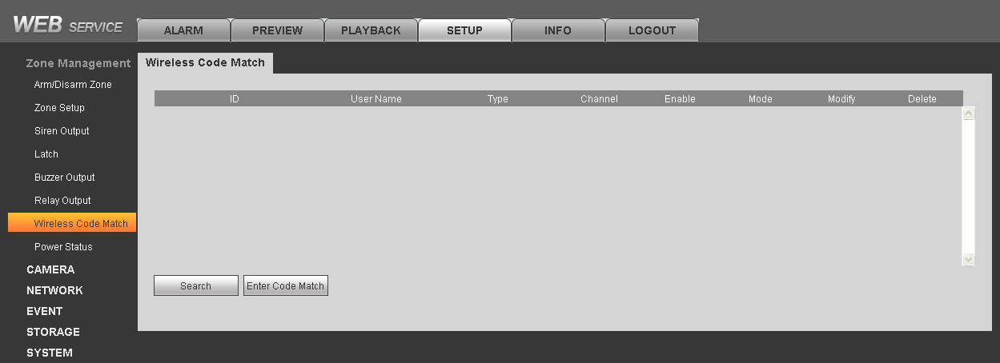 WEB SERVICE
ALARM PREVIEW PLAYBACK SETUP INFO LOGOUT
Zone Management
Arm/Disarm Zone
Zone Setup
Siren Output
Latch
Buzzer Output
Relay Output
Wireless Code Match
Power Status
CAMERA
NETWORK
EVENT
STORAGE
SYSTEM
Wireless Code Match
ID User Name Type Channel Enable Mode Modify Delete
Search Enter Code Match